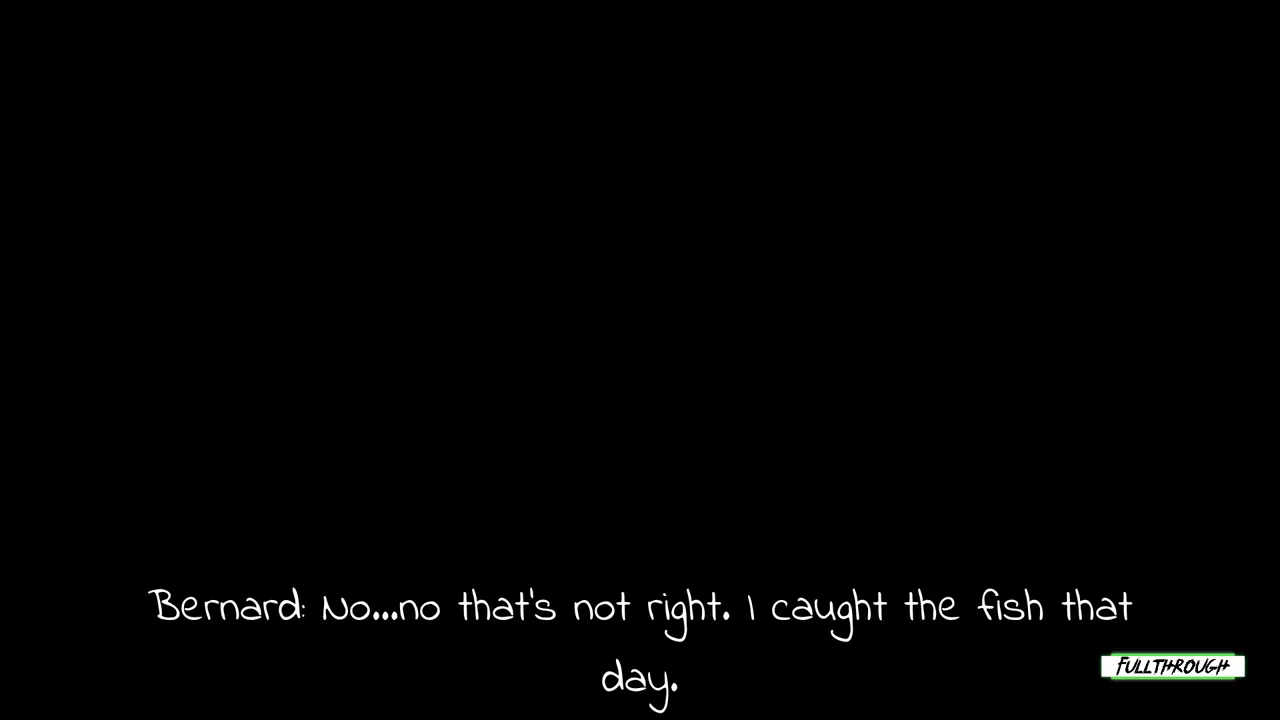 Bernard: No...no that's not right. I caught the fish that
day.
FULLTHROUGH